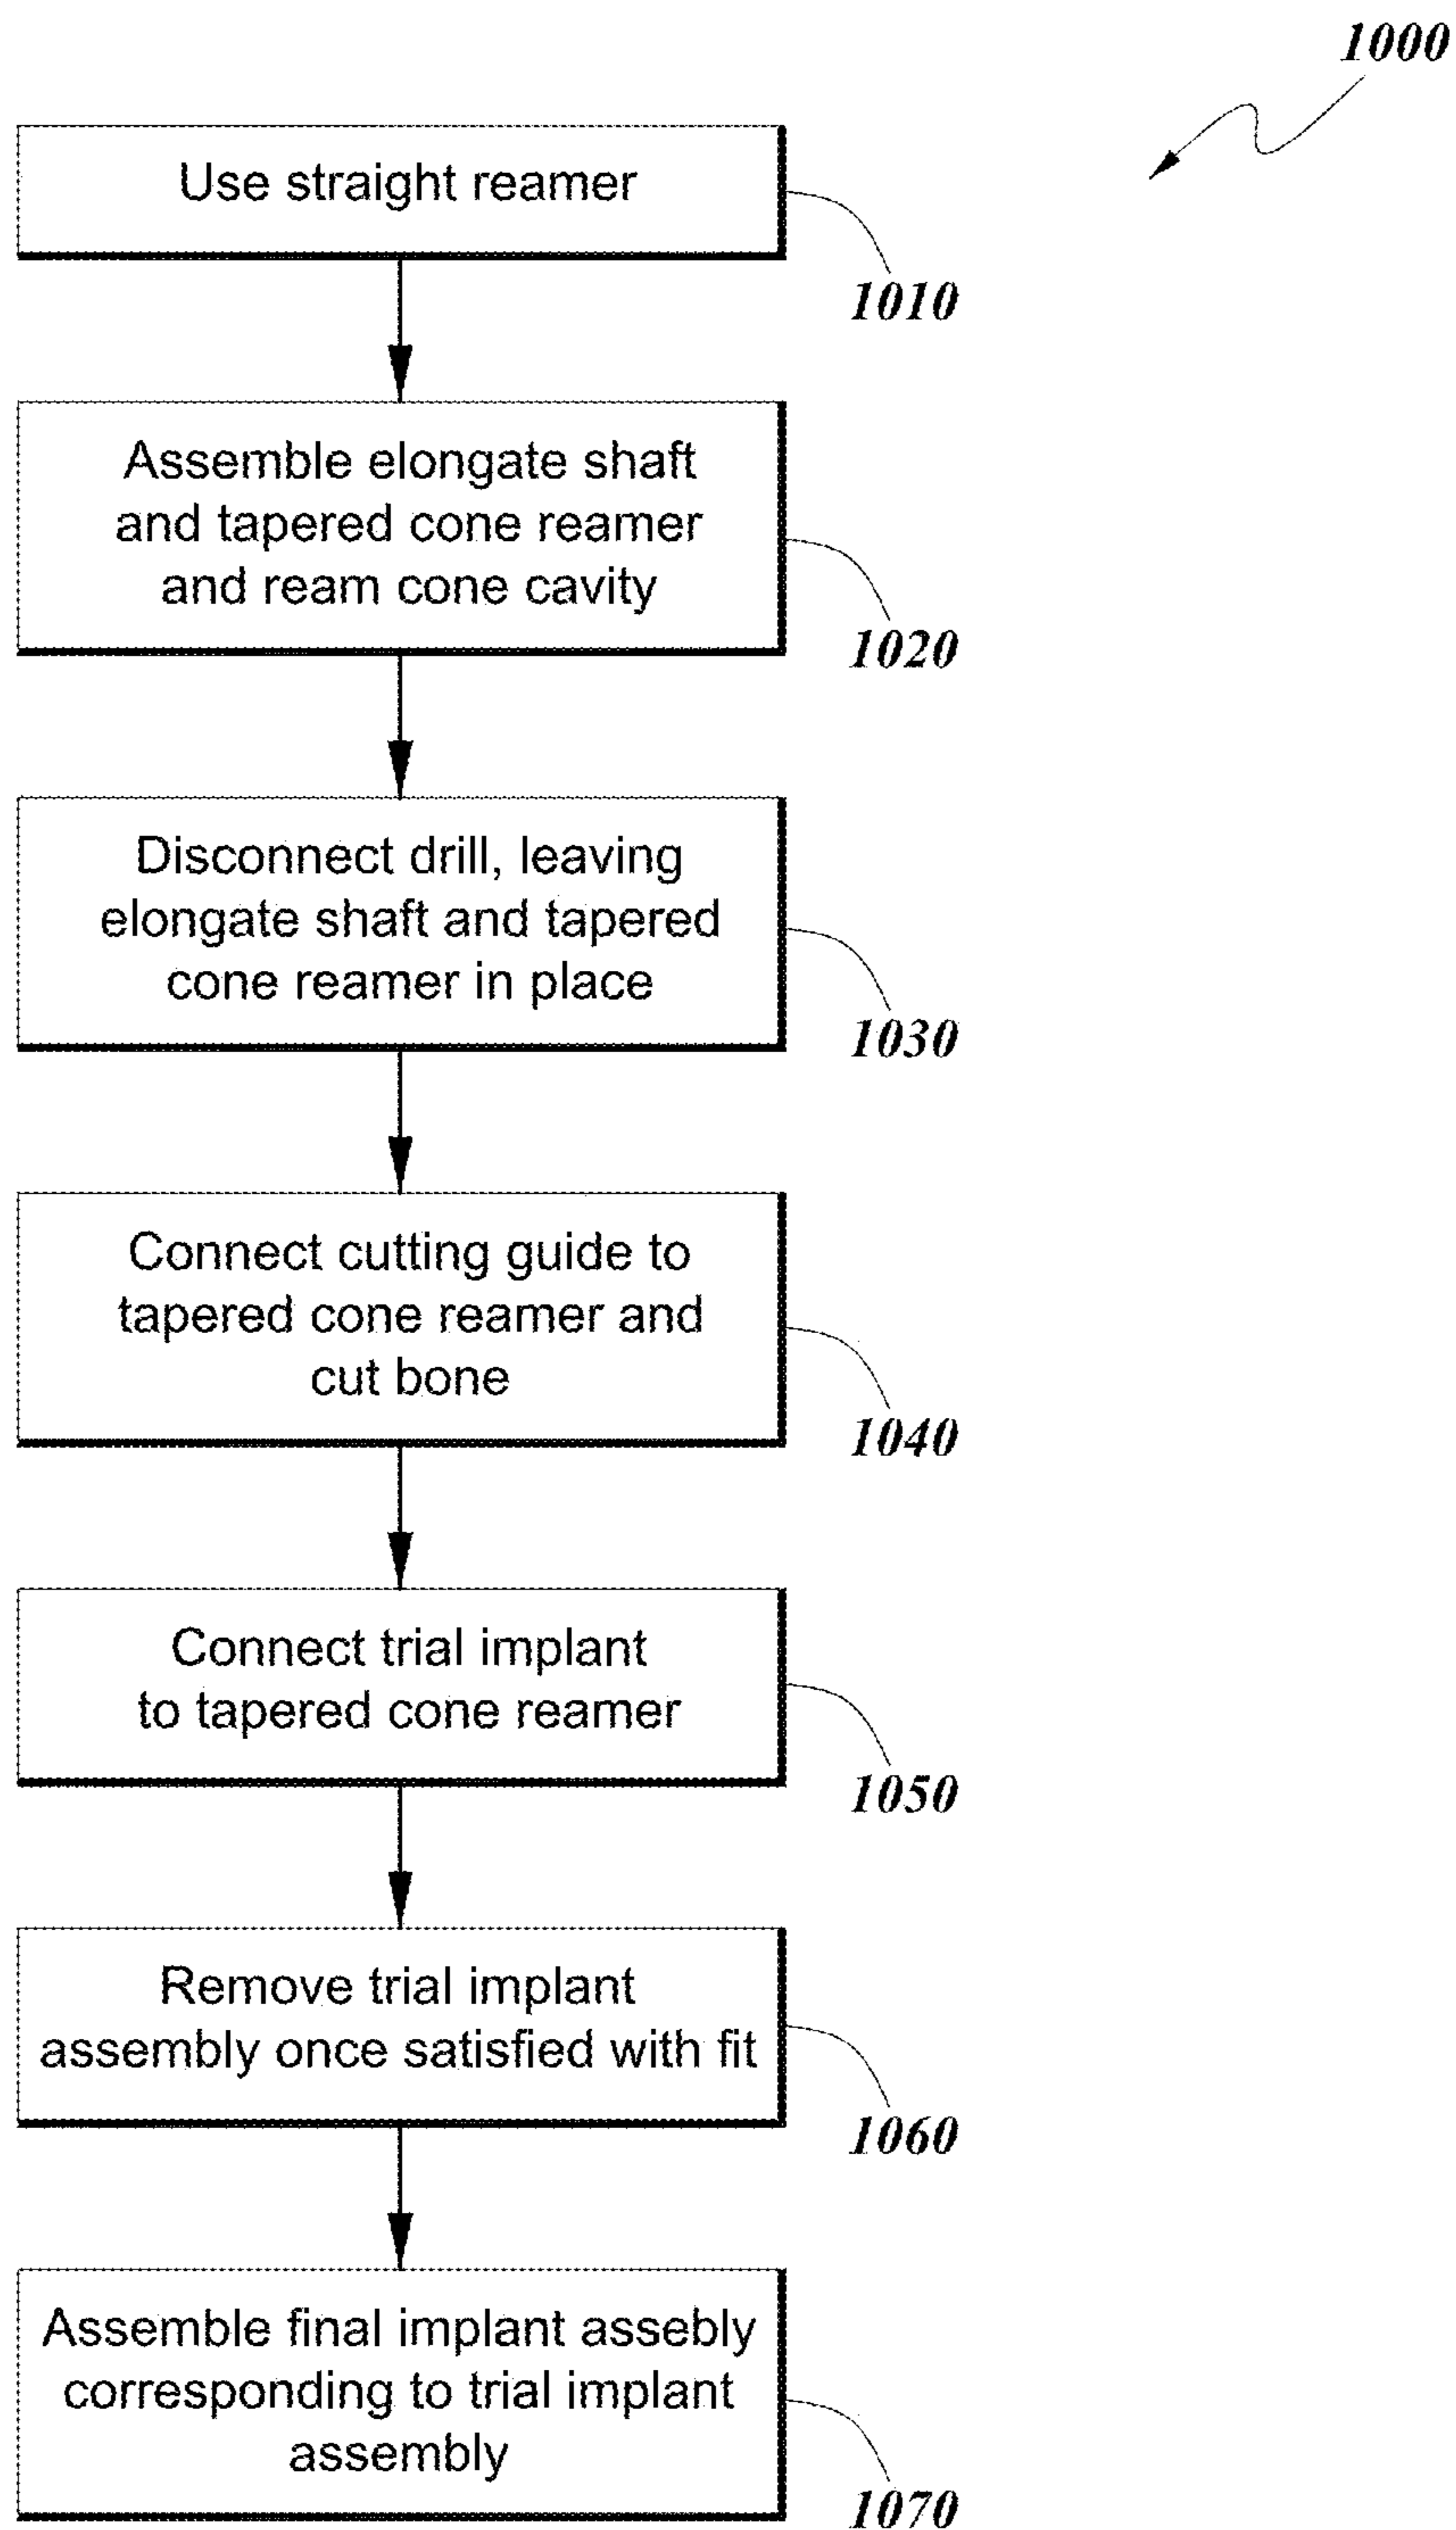 1000
Use straight reamer
1010
Assemble elongate shaft
and tapered cone reamer
and ream cone cavity
1020
Disconnect drill, leaving
elongate shaft and tapered
cone reamer in place
1030
Connect cutting guide to
tapered cone reamer and
cut bone
1040
Connect trial implant
to tapered cone reamer
1050
Remove trial implant
assembly once satisfied with fit
1060
Assemble final implant assebly
corresponding to trial implant
assembly
1070